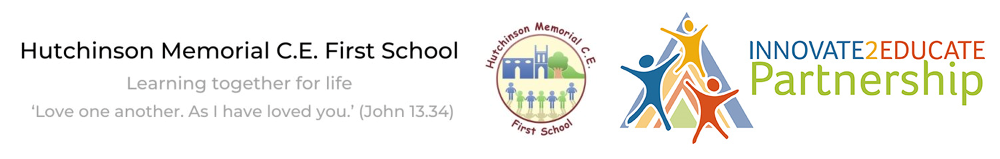 Hutchinson Memorial C.E. First School
Learning together for life
‘Love one another. As I have loved you.’ (John 13.34)
Hutchinson Memorial C.E.
First School
INNOVATE2EDUCATE
Partnership